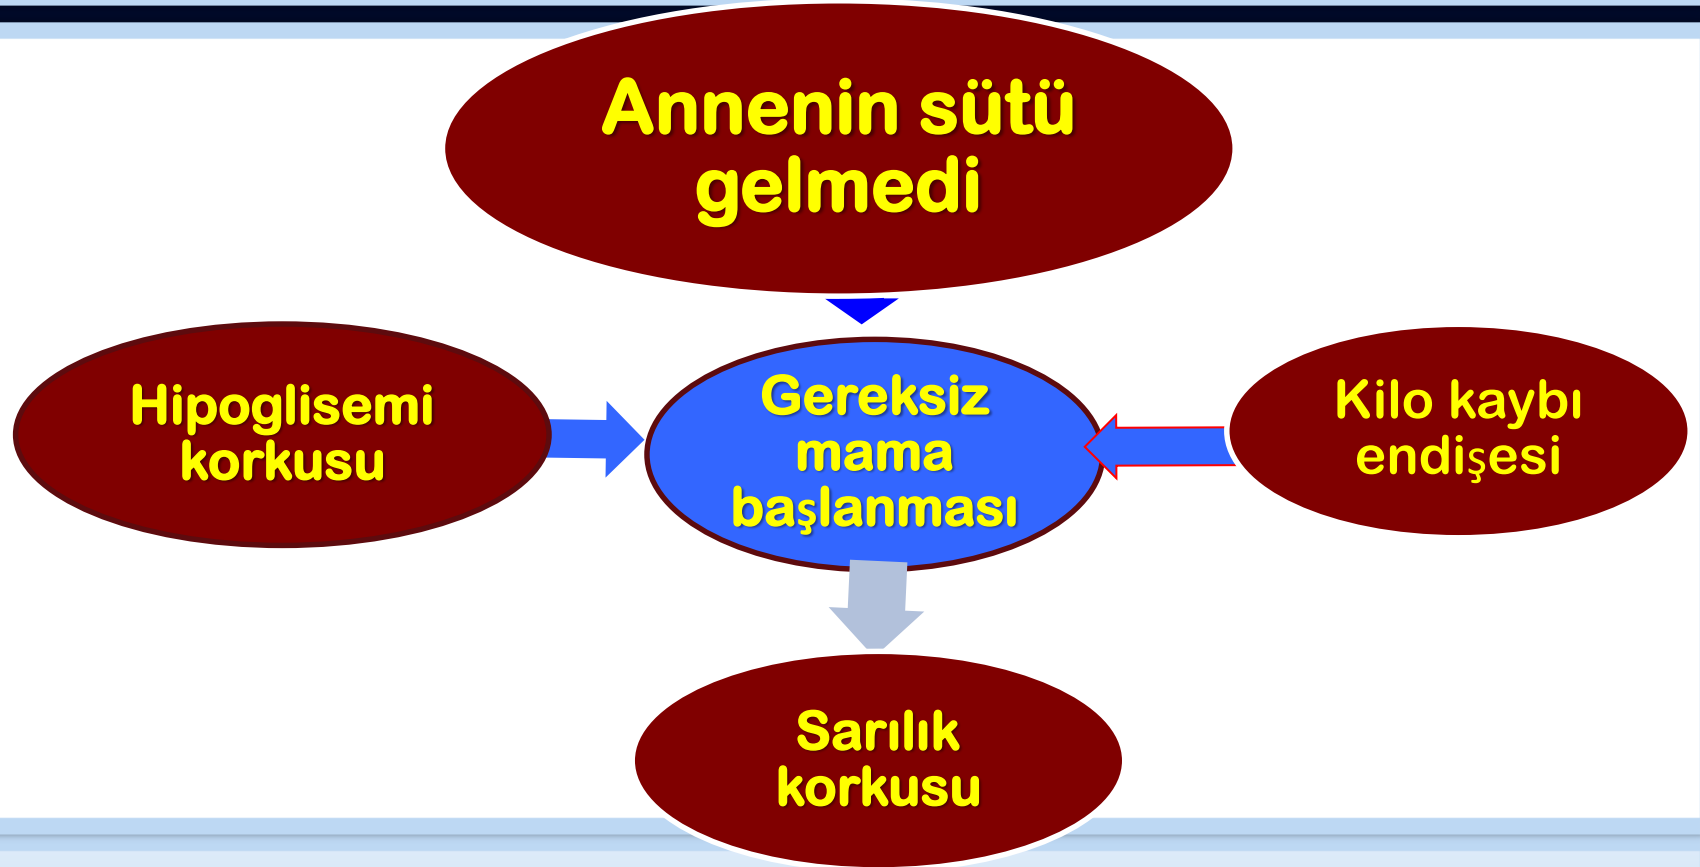 Annenin sütü
gelmedi
Hipoglisemi
korkusu
Gereksiz
mama
başlanması
Kilo kaybı
endişesi
Sarılık
korkusu